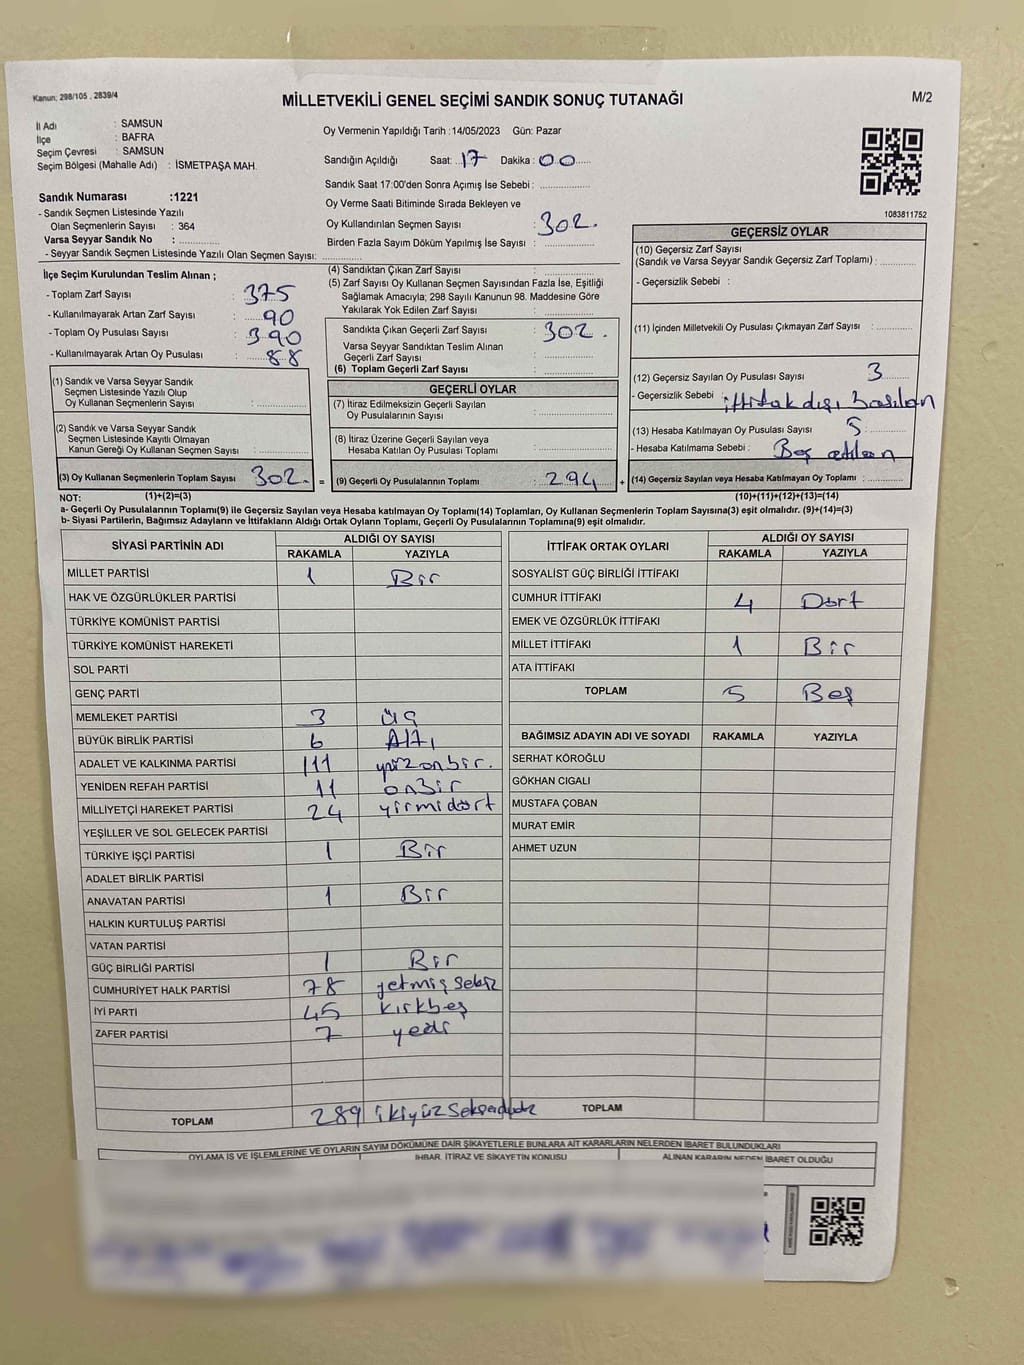 Kanun: 298/105 , 2839/4
MİLLETVEKİLİ GENEL SEÇİMİ SANDIK SONUÇ TUTANAĞI
M/2
İl Adı : SAMSUN
İlçe : BAFRA
Seçim Çevresi : SAMSUN
Seçim Bölgesi (Mahalle Adı) : İSMETPAŞA MAH.
Oy Vermenin Yapıldığı Tarih :14/05/2023 Gün: Pazar
Sandığın Açıldığı Saat: 17 Dakika: 00
Sandık Saat 17:00'den Sonra Açımış İse Sebebi :
Oy Verme Saati Bitiminde Sırada Bekleyen ve
Oy Kullandırılan Seçmen Sayısı : 302.
Birden Fazla Sayım Döküm Yapılmış İse Sayısı :
1083811752
Sandık Numarası :1221
- Sandık Seçmen Listesinde Yazılı
Olan Seçmenlerin Sayısı : 364
Varsa Seyyar Sandık No :
- Seyyar Sandık Seçmen Listesinde Yazılı Olan Seçmen Sayısı:
İlçe Seçim Kurulundan Teslim Alınan ;
- Toplam Zarf Sayısı : 375
- Kullanılmayarak Artan Zarf Sayısı : 90
- Toplam Oy Pusulası Sayısı : 390
- Kullanılmayarak Artan Oy Pusulası : 88
(1) Sandık ve Varsa Seyyar Sandık
Seçmen Listesinde Yazılı Olup
Oy Kullanan Seçmenlerin Sayısı :
(2) Sandık ve Varsa Seyyar Sandık
Seçmen Listesinde Kayıtlı Olmayan
Kanun Gereği Oy Kullanan Seçmen Sayısı :
(3) Oy Kullanan Seçmenlerin Toplam Sayısı 302. =
(4) Sandıktan Çıkan Zarf Sayısı :
(5) Zarf Sayısı Oy Kullanan Seçmen Sayısından Fazla İse, Eşitliği
Sağlamak Amacıyla; 298 Sayılı Kanunun 98. Maddesine Göre
Yakılarak Yok Edilen Zarf Sayısı :
Sandıkta Çıkan Geçerli Zarf Sayısı : 302.
Varsa Seyyar Sandıktan Teslim Alınan
Geçerli Zarf Sayısı :
(6) Toplam Geçerli Zarf Sayısı :
GEÇERLİ OYLAR
(7) İtiraz Edilmeksizin Geçerli Sayılan
Oy Pusulalarının Sayısı :
(8) İtiraz Üzerine Geçerli Sayılan veya
Hesaba Katılan Oy Pusulası Toplamı :
(9) Geçerli Oy Pusulalarının Toplamı : 294 +
GEÇERSİZ OYLAR
(10) Geçersiz Zarf Sayısı
(Sandık ve Varsa Seyyar Sandık Geçersiz Zarf Toplamı) :
- Geçersizlik Sebebi :
(11) İçinden Milletvekili Oy Pusulası Çıkmayan Zarf Sayısı :
(12) Geçersiz Sayılan Oy Pusulası Sayısı : 3
- Geçersizlik Sebebi : ittifak dışı basılan
(13) Hesaba Katılmayan Oy Pusulası Sayısı : 5
- Hesaba Katılmama Sebebi : Boş atılan
(14) Geçersiz Sayılan veya Hesaba Katılmayan Oy Pusulası Toplamı :
NOT: (1)+(2)=(3) (10)+(11)+(12)+(13)=(14)
a- Geçerli Oy Pusulalarının Toplamı(9) ile Geçersiz Sayılan veya Hesaba Katılmayan Oy Pusulası Toplamı(14) Toplamları, Oy Kullanan Seçmenlerin Toplam Sayısına(3) eşit olmalıdır. (9)+(14)=(3)
b- Siyasi Partilerin, Bağımsız Adayların ve İttifakların Aldığı Ortak Oyların Toplamı, Geçerli Oy Pusulalarının Toplamına(9) eşit olmalıdır.
SİYASİ PARTİNİN ADI ALDIĞI OY SAYISI
RAKAMLA YAZIYLA
MİLLET PARTİSİ 1 Bir
HAK VE ÖZGÜRLÜKLER PARTİSİ
TÜRKİYE KOMÜNİST PARTİSİ
TÜRKİYE KOMÜNİST HAREKETİ
SOL PARTİ
GENÇ PARTİ
MEMLEKET PARTİSİ 3 üç
BÜYÜK BİRLİK PARTİSİ 6 Altı
ADALET VE KALKINMA PARTİSİ 111 yüzonbir.
YENİDEN REFAH PARTİSİ 11 onbir
MİLLİYETÇİ HAREKET PARTİSİ 24 yirmidört
YEŞİLLER VE SOL GELECEK PARTİSİ
TÜRKİYE İŞÇİ PARTİSİ 1 Bir
ADALET BİRLİK PARTİSİ
ANAVATAN PARTİSİ 1 Bir
HALKIN KURTULUŞ PARTİSİ
VATAN PARTİSİ
GÜÇ BİRLİĞİ PARTİSİ 1 Bir
CUMHURİYET HALK PARTİSİ 78 yetmiş sekiz
İYİ PARTİ 45 kırkbeş
ZAFER PARTİSİ 7 yedi
TOPLAM 289 ikiyüz
İTTİFAK ORTAK OYLARI ALDIĞI OY SAYISI
RAKAMLA YAZIYLA
SOSYALİST GÜÇ BİRLİĞİ İTTİFAKI
CUMHUR İTTİFAKI 4 Dört
EMEK VE ÖZGÜRLÜK İTTİFAKI
MİLLET İTTİFAKI 1 Bir
ATA İTTİFAKI
TOPLAM 5 Beş
BAĞIMSIZ ADAYIN ADI VE SOYADI RAKAMLA YAZIYLA
SERHAT KÖROĞLU
GÖKHAN CIGALI
MUSTAFA ÇOBAN
MURAT EMİR
AHMET UZUN
TOPLAM
OYLAMA İŞ VE İŞLEMLERİNE VE OYLARIN SAYIM DÖKÜMÜNE DAİR ŞİKAYETLERLE BUNLARA AİT KARARLARIN NELERDEN İBARET BULUNDUKLARI
İHBAR, İTİRAZ VE ŞİKAYETİN KONUSU ALINAN KARARIN NEDEN İBARET OLDUĞU